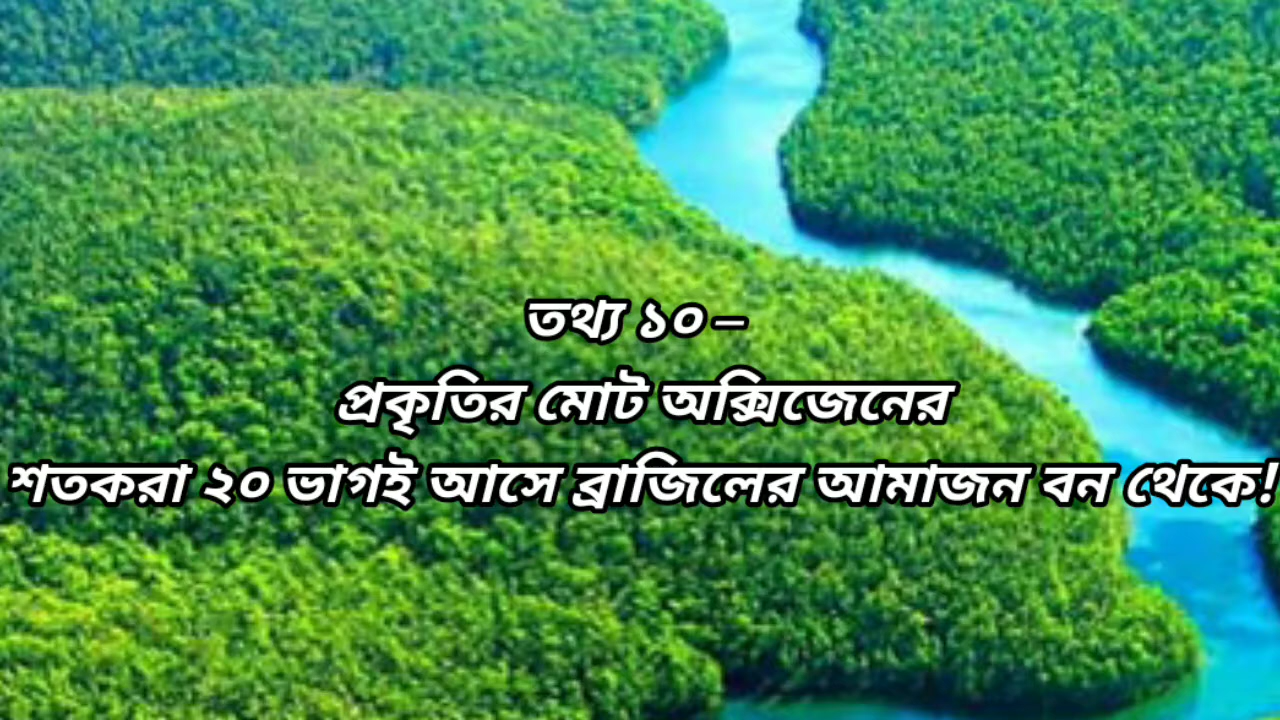 তথ্য ১০ –
প্রকৃতির মোট অক্সিজেনের
শতকরা ২০ ভাগই আসে ব্রাজিলের আমাজন বন থেকে!